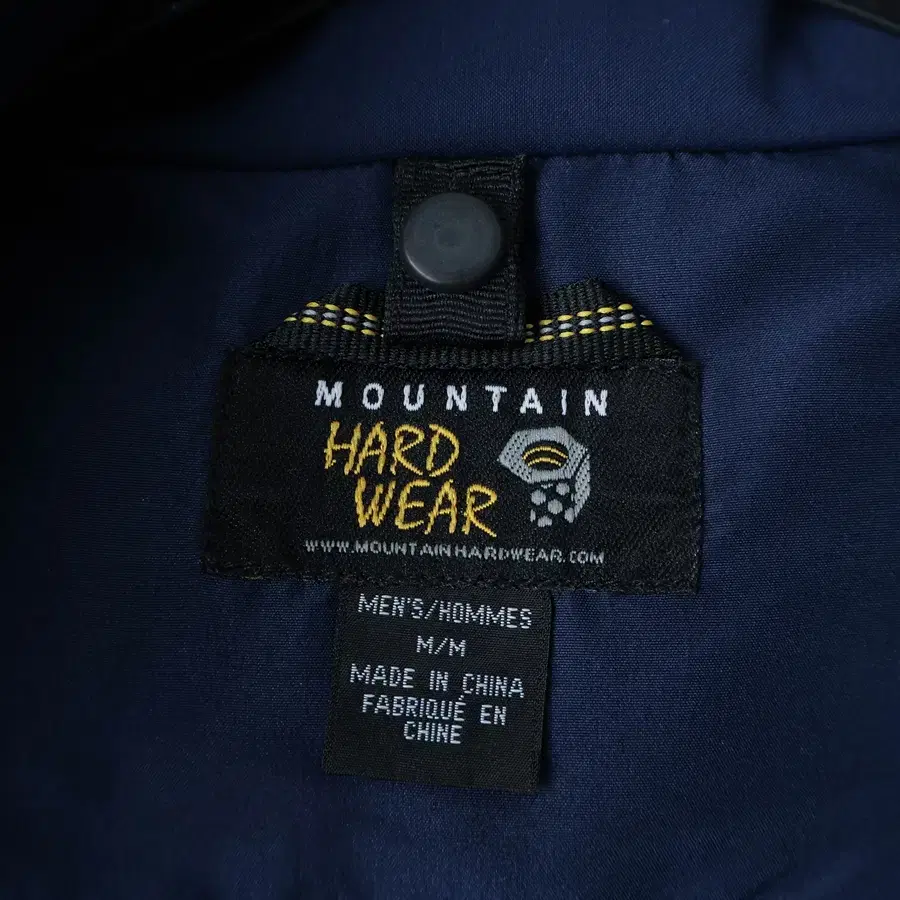 MOUNTAIN
HARD
WEAR
WWW.MOUNTAINHARDWEAR.COM
MEN'S/HOMMES
M/M
MADE IN CHINA
FABRIQUÉ EN
CHINE